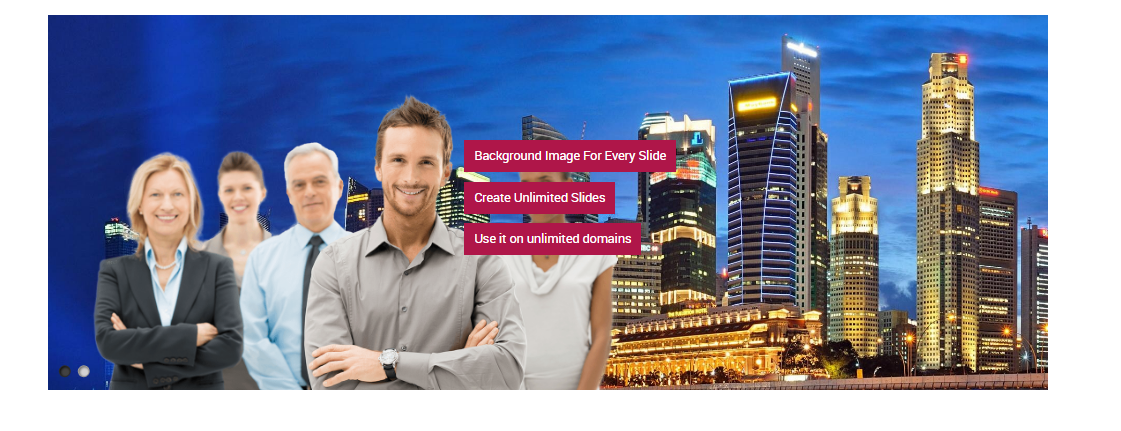 Background Image For Every Slide
Create Unlimited Slides
Use it on unlimited domains